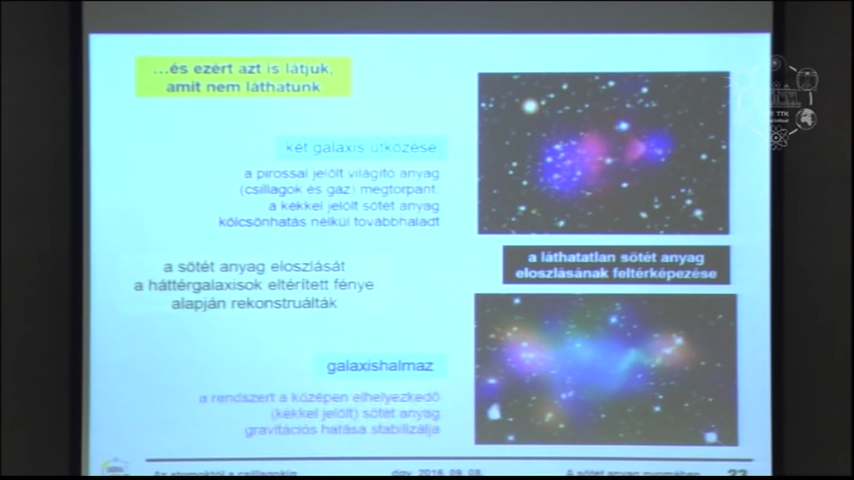 ...és ezért azt is látjuk,
amit nem láthatunk
két galaxis ütközése
a pirossal jelölt világító anyag
(csillagok és gáz) megtorpant,
a kékkel jelölt sötét anyag
kölcsönhatás nélkül továbbhaladt
a láthatatlan sötét anyag
eloszlásának feltérképezése
a sötét anyag eloszlását
a háttérgalaxisok eltérített fénye
alapján rekonstruálták
galaxishalmaz
a rendszert a középen elhelyezkedő
(kékkel jelölt) sötét anyag
gravitációs hatása stabilizálja
Az atomoktól a csillagokig
dgy 2016. 09. 08.
A sötét anyag nyomában
TTK